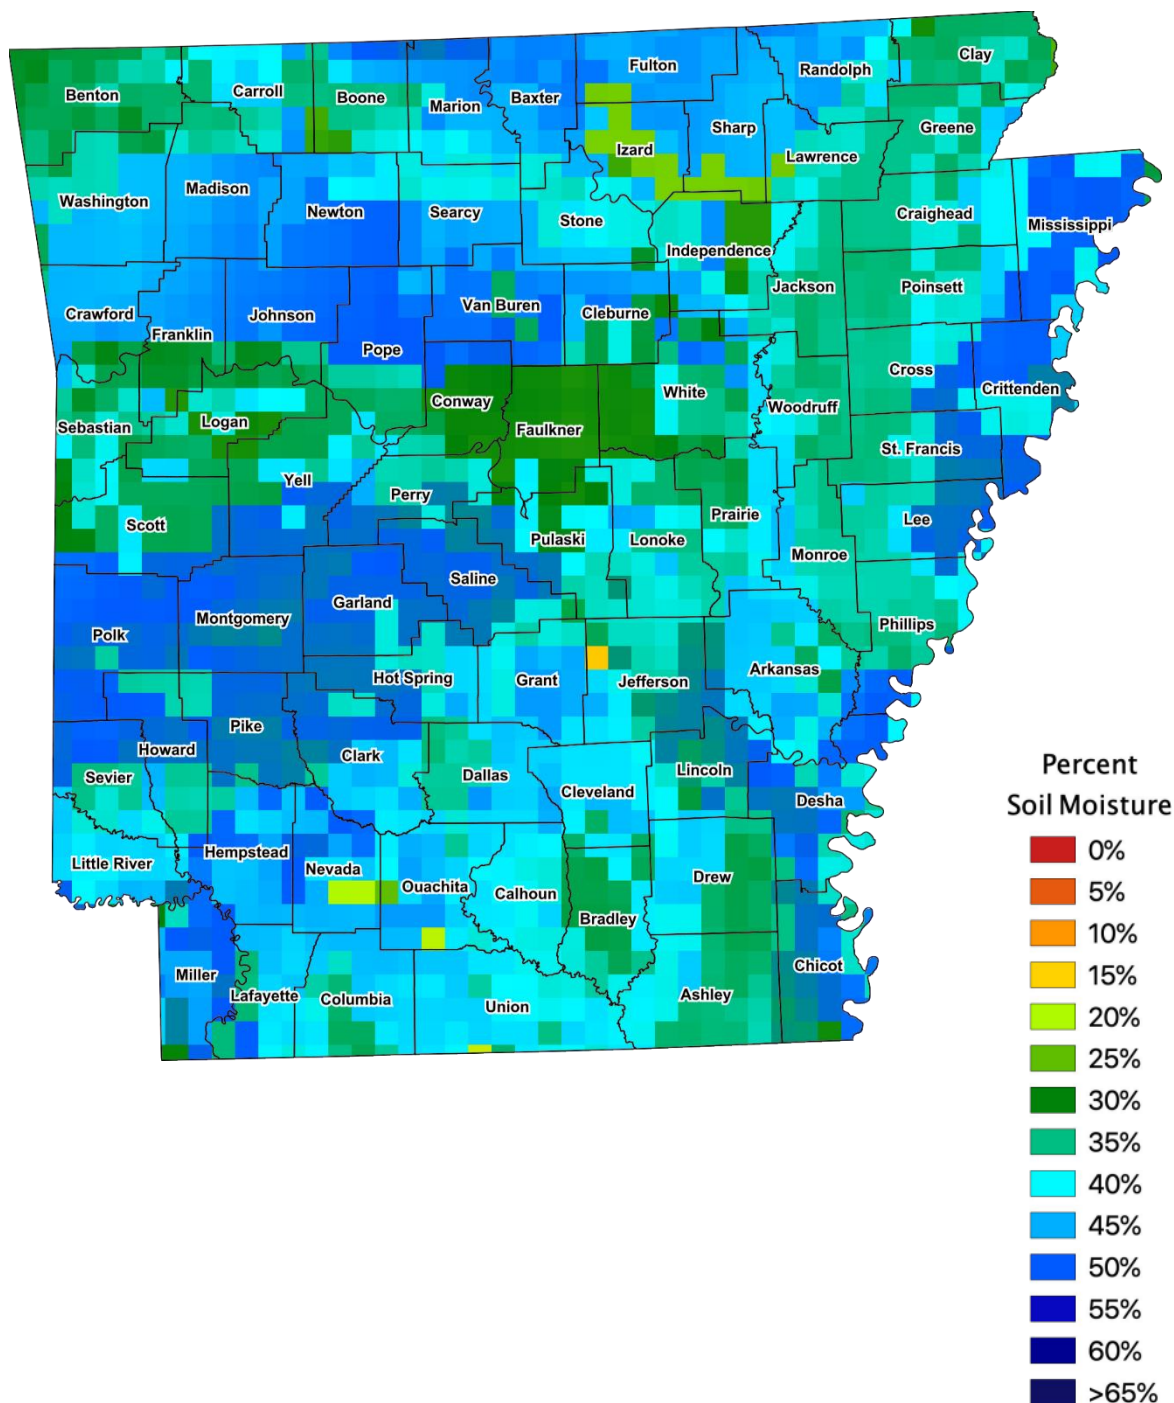 Clay
Fulton
Randolph
Benton
Carroll
Boone
Marion
Baxter
Sharp
Greene
Izard
Lawrence
Washington
Madison
Newton
Searcy
Stone
Craighead
Mississippi
Independence
Jackson
Poinsett
Crawford
Franklin
Johnson
Van Buren
Cleburne
Pope
Cross
Crittenden
Conway
White
Woodruff
Sebastian
Logan
Faulkner
St. Francis
Yell
Perry
Scott
Pulaski
Lonoke
Prairie
Lee
Monroe
Saline
Garland
Montgomery
Polk
Phillips
Hot Spring
Grant
Jefferson
Arkansas
Pike
Howard
Clark
Sevier
Dallas
Lincoln
Cleveland
Desha
Little River
Hempstead
Nevada
Ouachita
Calhoun
Drew
Bradley
Miller
Lafayette
Columbia
Union
Ashley
Chicot
Percent
Soil Moisture
0%
5%
10%
15%
20%
25%
30%
35%
40%
45%
50%
55%
60%
>65%